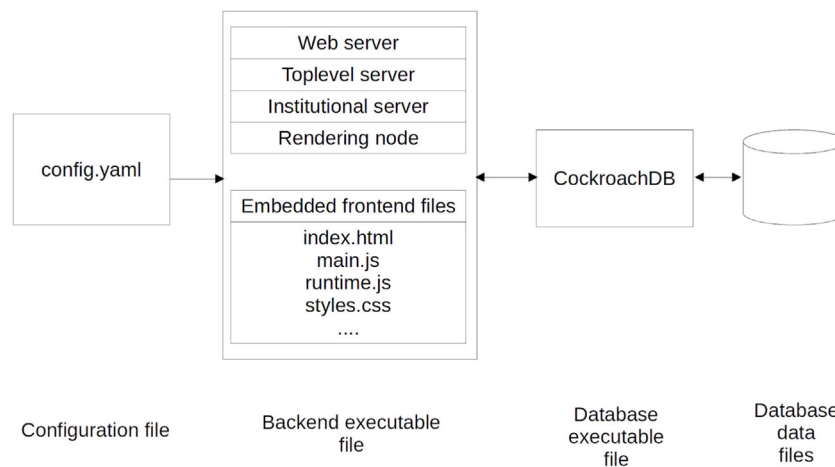 Web server
Toplevel server
Institutional server
Rendering node
config.yaml
CockroachDB
Embedded frontend files
index.html
main.js
runtime.js
styles.css
....
Configuration file
Backend executable
file
Database
executable
file
Database
data
files